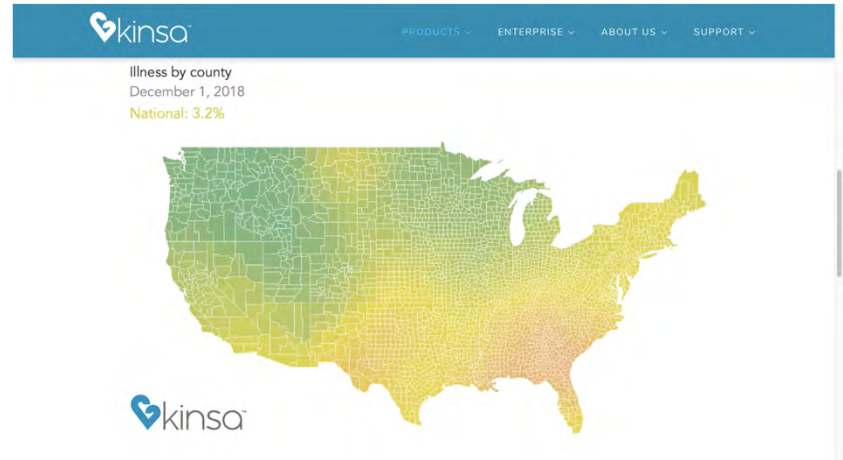 kinsa
PRODUCTS ENTERPRISE ABOUT US SUPPORT
Illness by county
December 1, 2018
National: 3.2%
kinsa